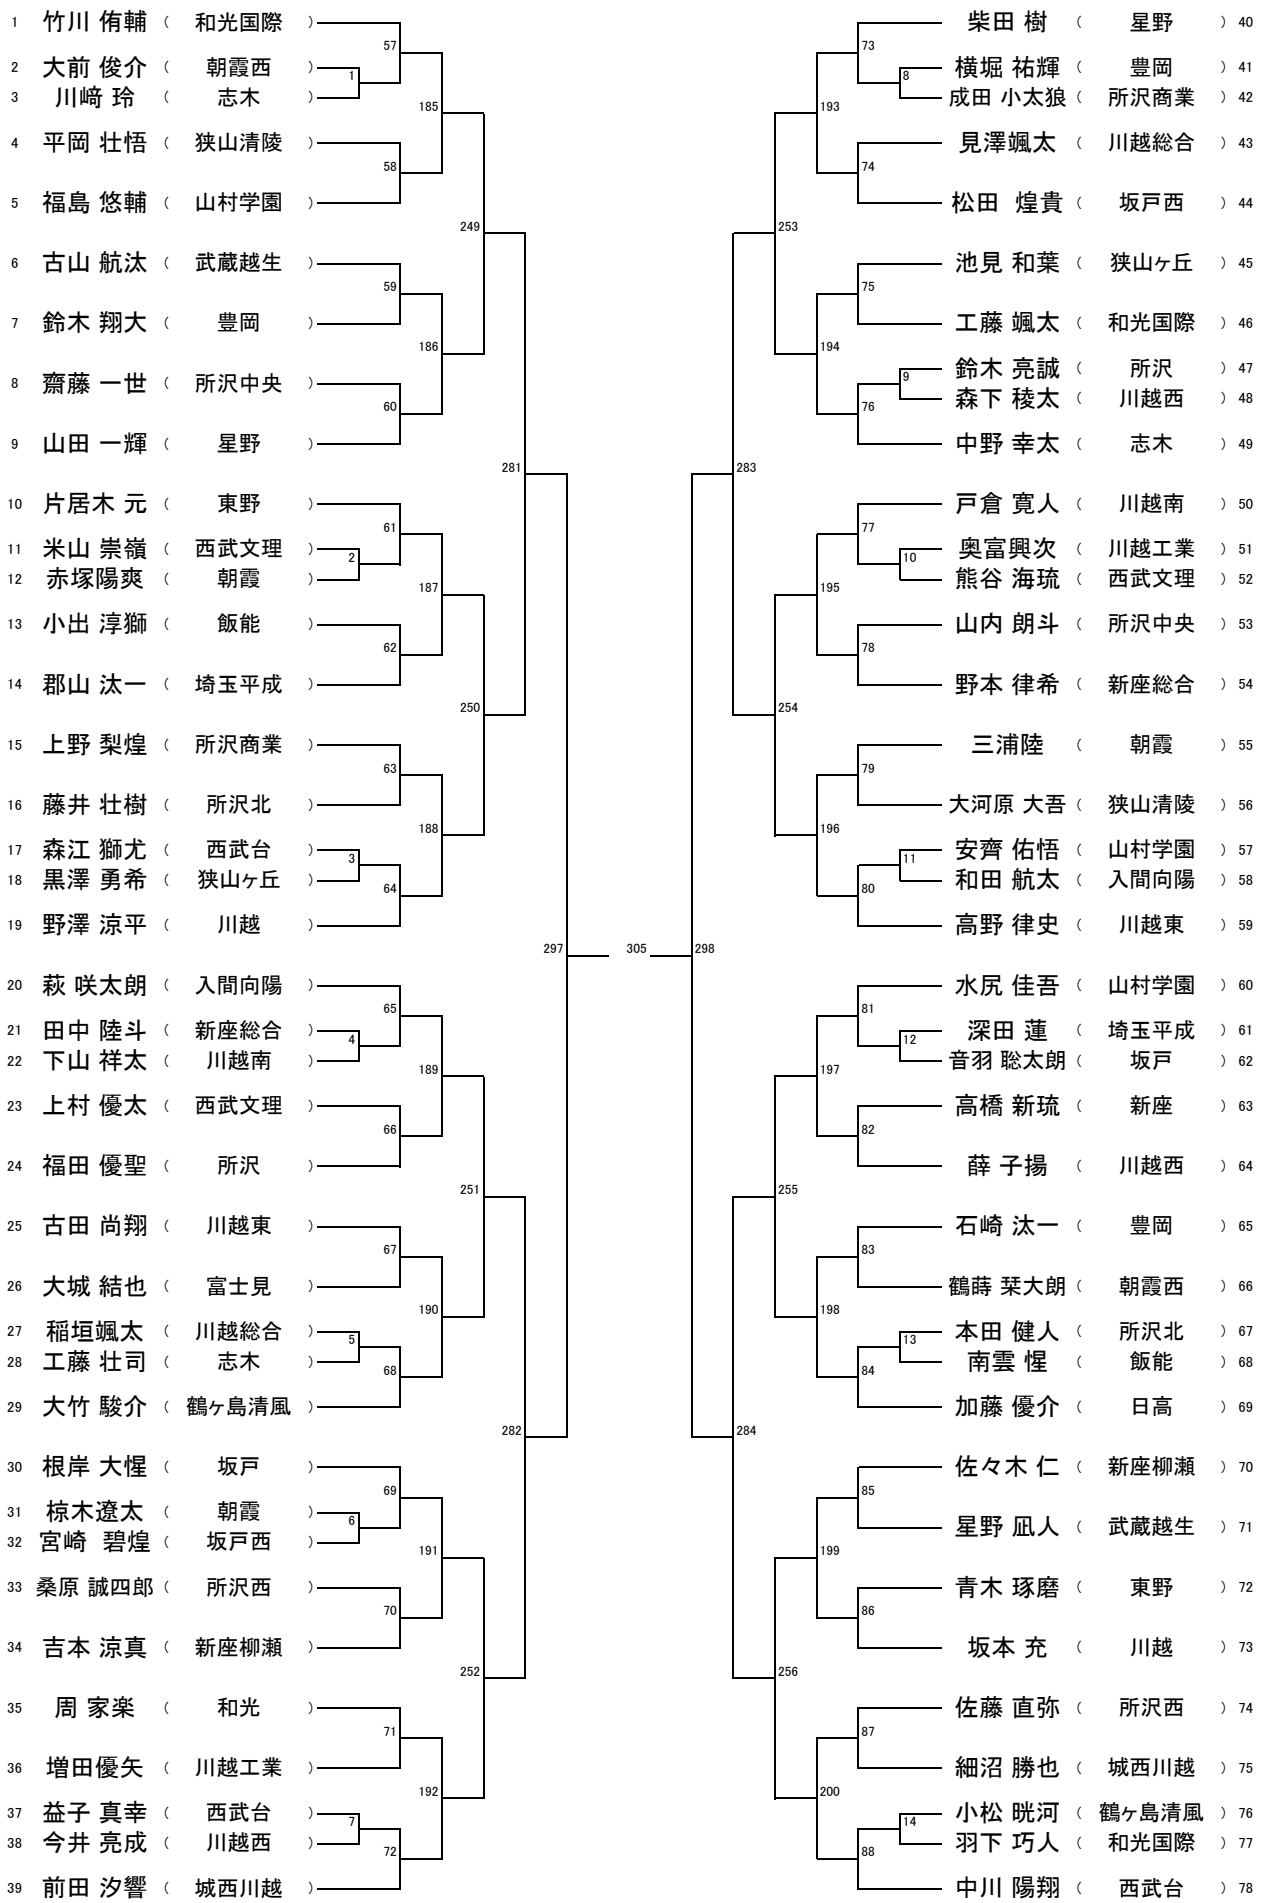 1 竹川 侑輔 （ 和光国際 ）
57
2 大前 俊介 （ 朝霞西 ）
1
3 川﨑 玲 （ 志木 ）
185
4 平岡 壮悟 （ 狭山清陵 ）
58
5 福島 悠輔 （ 山村学園 ）
249
6 古山 航汰 （ 武蔵越生 ）
59
7 鈴木 翔大 （ 豊岡 ）
186
8 齋藤 一世 （ 所沢中央 ）
60
9 山田 一輝 （ 星野 ）
281
10 片居木 元 （ 東野 ）
61
11 米山 崇嶺 （ 西武文理 ）
2
12 赤塚陽爽 （ 朝霞 ）
187
13 小出 淳獅 （ 飯能 ）
62
14 郡山 汰一 （ 埼玉平成 ）
250
15 上野 梨煌 （ 所沢商業 ）
63
16 藤井 壮樹 （ 所沢北 ）
188
17 森江 獅尤 （ 西武台 ）
3
18 黒澤 勇希 （ 狭山ヶ丘 ）
64
19 野澤 涼平 （ 川越 ）
297
20 萩 咲太朗 （ 入間向陽 ）
65
21 田中 陸斗 （ 新座総合 ）
4
22 下山 祥太 （ 川越南 ）
189
23 上村 優太 （ 西武文理 ）
66
24 福田 優聖 （ 所沢 ）
251
25 古田 尚翔 （ 川越東 ）
67
26 大城 結也 （ 富士見 ）
190
27 稲垣颯太 （ 川越総合 ）
5
28 工藤 壮司 （ 志木 ）
68
29 大竹 駿介 （ 鶴ヶ島清風 ）
282
30 根岸 大惺 （ 坂戸 ）
69
31 椋木遼太 （ 朝霞 ）
6
32 宮崎 碧煌 （ 坂戸西 ）
191
33 桑原 誠四郎 （ 所沢西 ）
70
34 吉本 涼真 （ 新座柳瀬 ）
252
35 周 家楽 （ 和光 ）
71
36 増田優矢 （ 川越工業 ）
192
37 益子 真幸 （ 西武台 ）
7
38 今井 亮成 （ 川越西 ）
72
39 前田 汐響 （ 城西川越 ）
305
柴田 樹 （ 星野 ） 40
73
横堀 祐輝 （ 豊岡 ） 41
8
成田 小太狼 （ 所沢商業 ） 42
193
見澤颯太 （ 川越総合 ） 43
74
松田 煌貴 （ 坂戸西 ） 44
253
池見 和葉 （ 狭山ヶ丘 ） 45
75
工藤 颯太 （ 和光国際 ） 46
194
鈴木 亮誠 （ 所沢 ） 47
9
森下 稜太 （ 川越西 ） 48
76
中野 幸太 （ 志木 ） 49
283
戸倉 寛人 （ 川越南 ） 50
77
奥富興次 （ 川越工業 ） 51
10
熊谷 海琉 （ 西武文理 ） 52
195
山内 朗斗 （ 所沢中央 ） 53
78
野本 律希 （ 新座総合 ） 54
254
三浦陸 （ 朝霞 ） 55
79
大河原 大吾 （ 狭山清陵 ） 56
196
安齊 佑悟 （ 山村学園 ） 57
11
和田 航太 （ 入間向陽 ） 58
80
高野 律史 （ 川越東 ） 59
298
水尻 佳吾 （ 山村学園 ） 60
81
深田 蓮 （ 埼玉平成 ） 61
12
音羽 聡太朗 （ 坂戸 ） 62
197
高橋 新琉 （ 新座 ） 63
82
薛 子揚 （ 川越西 ） 64
255
石崎 汰一 （ 豊岡 ） 65
83
鶴蒔 栞大朗 （ 朝霞西 ） 66
198
本田 健人 （ 所沢北 ） 67
13
南雲 惺 （ 飯能 ） 68
84
加藤 優介 （ 日高 ） 69
284
佐々木 仁 （ 新座柳瀬 ） 70
85
星野 凪人 （ 武蔵越生 ） 71
199
青木 琢磨 （ 東野 ） 72
86
坂本 充 （ 川越 ） 73
256
佐藤 直弥 （ 所沢西 ） 74
87
細沼 勝也 （ 城西川越 ） 75
200
小松 晄河 （ 鶴ヶ島清風 ） 76
14
羽下 巧人 （ 和光国際 ） 77
88
中川 陽翔 （ 西武台 ） 78